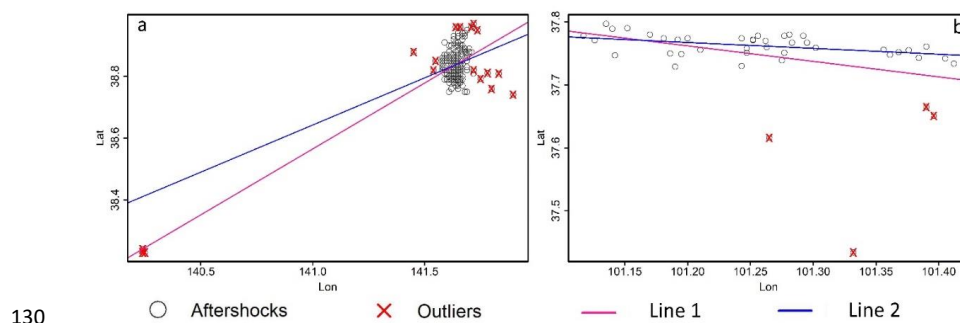 a
Lat
38.8
38.6
38.4
140.5
141.0
141.5
Lon
b
Lat
37.8
37.7
37.6
37.5
101.15
101.20
101.25
101.30
101.35
101.40
Lon
130
Aftershocks
Outliers
Line 1
Line 2